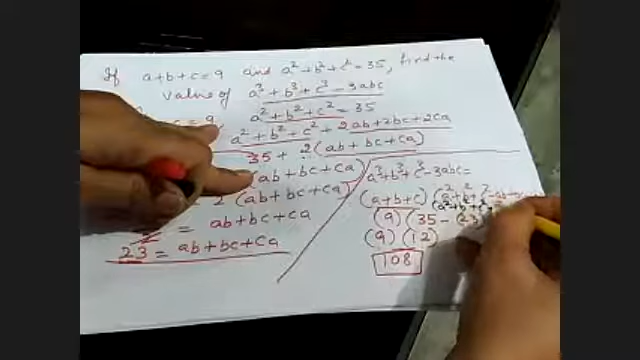 If a+b+c=9 and a²+b²+c²=35, find the
value of a³+b³+c³-3abc
= 9
a²+b²+c² = 35
a²+b²+c² + 2ab+2bc+2ca
35 + 2(ab+bc+ca)
(ab+bc+ca)
2(ab+bc+ca)
= ab+bc+ca
23 = ab+bc+ca
a³+b³+c³-3abc=
(a+b+c)
(9) (35-(23)
(9) (12)
108